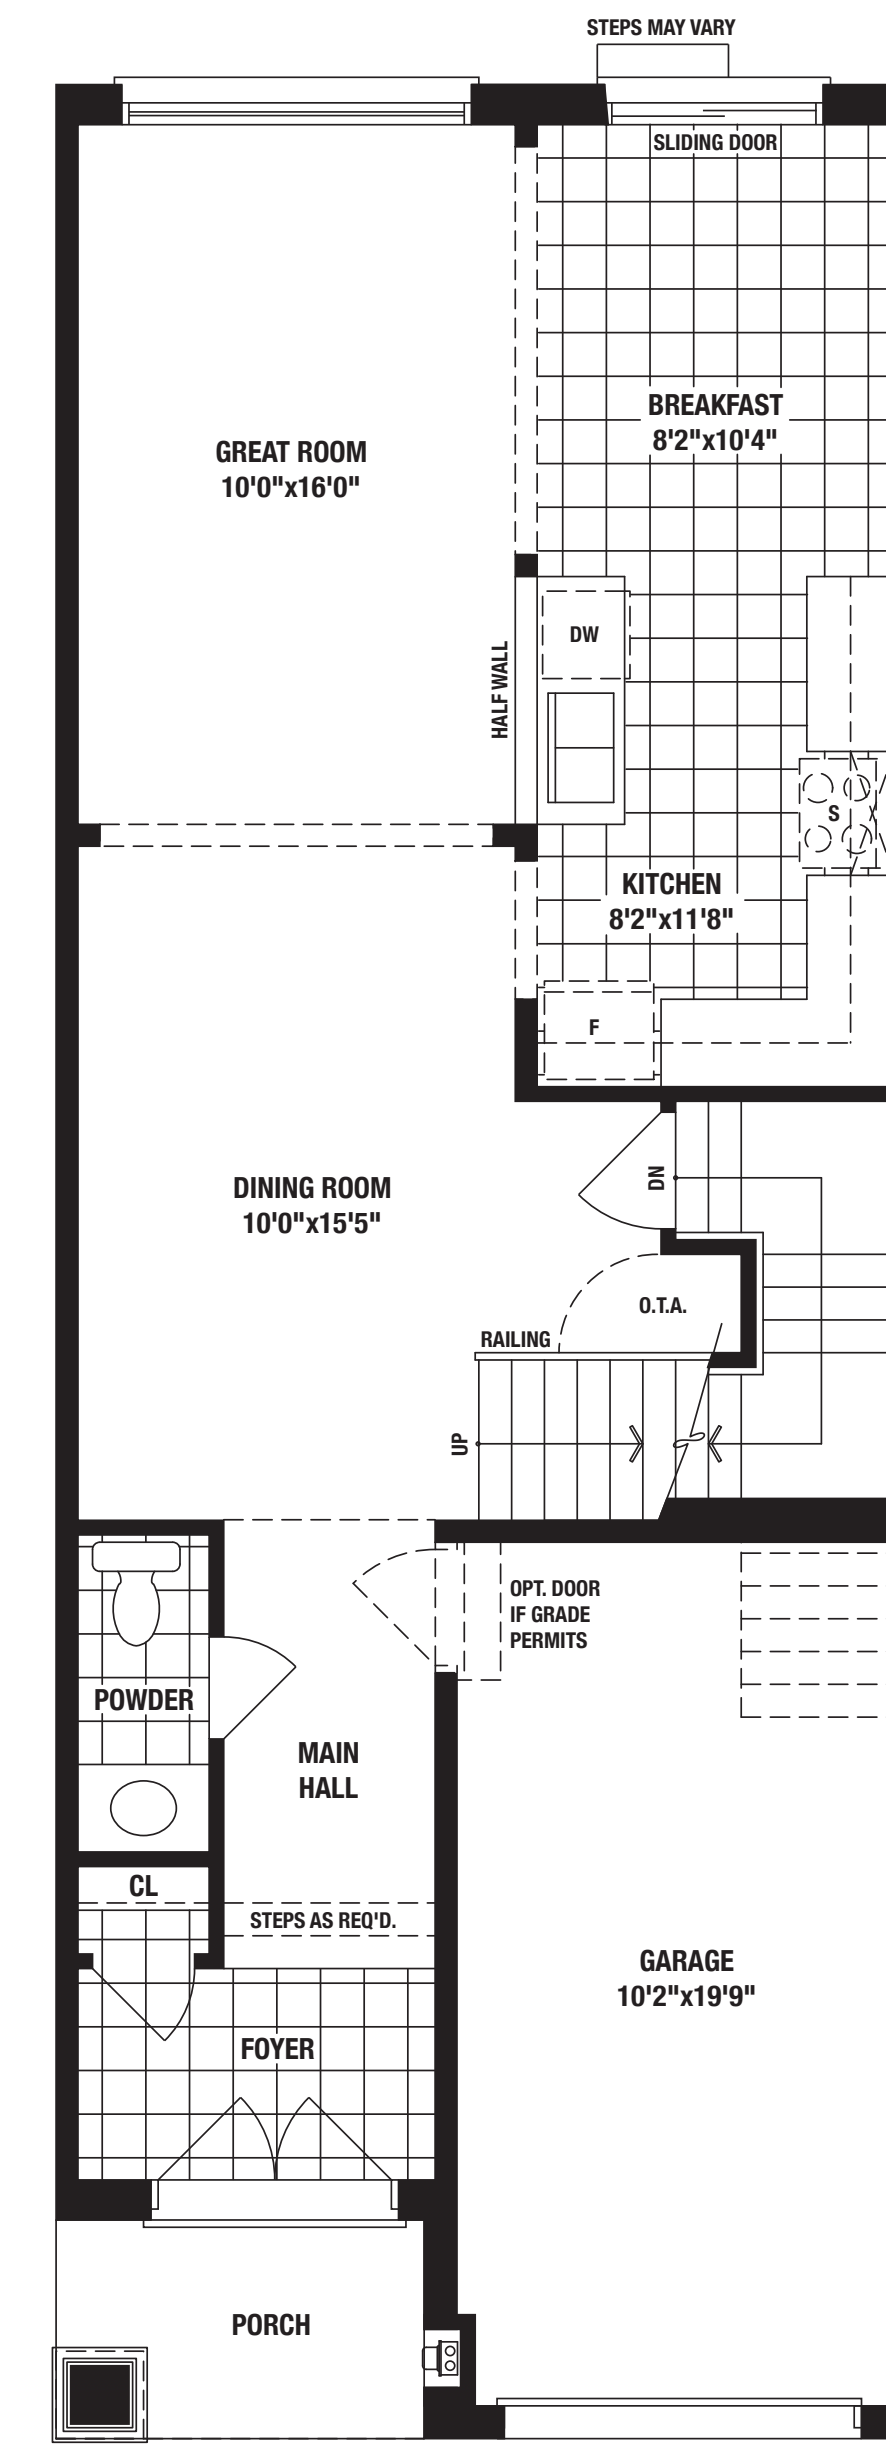 STEPS MAY VARY
SLIDING DOOR
BREAKFAST
8'2"x10'4"
GREAT ROOM
10'0"x16'0"
DW
HALF WALL
S
KITCHEN
8'2"x11'8"
F
DN
DINING ROOM
10'0"x15'5"
O.T.A.
RAILING
UP
OPT. DOOR
IF GRADE
PERMITS
POWDER
MAIN
HALL
CL
STEPS AS REQ'D.
GARAGE
10'2"x19'9"
FOYER
PORCH